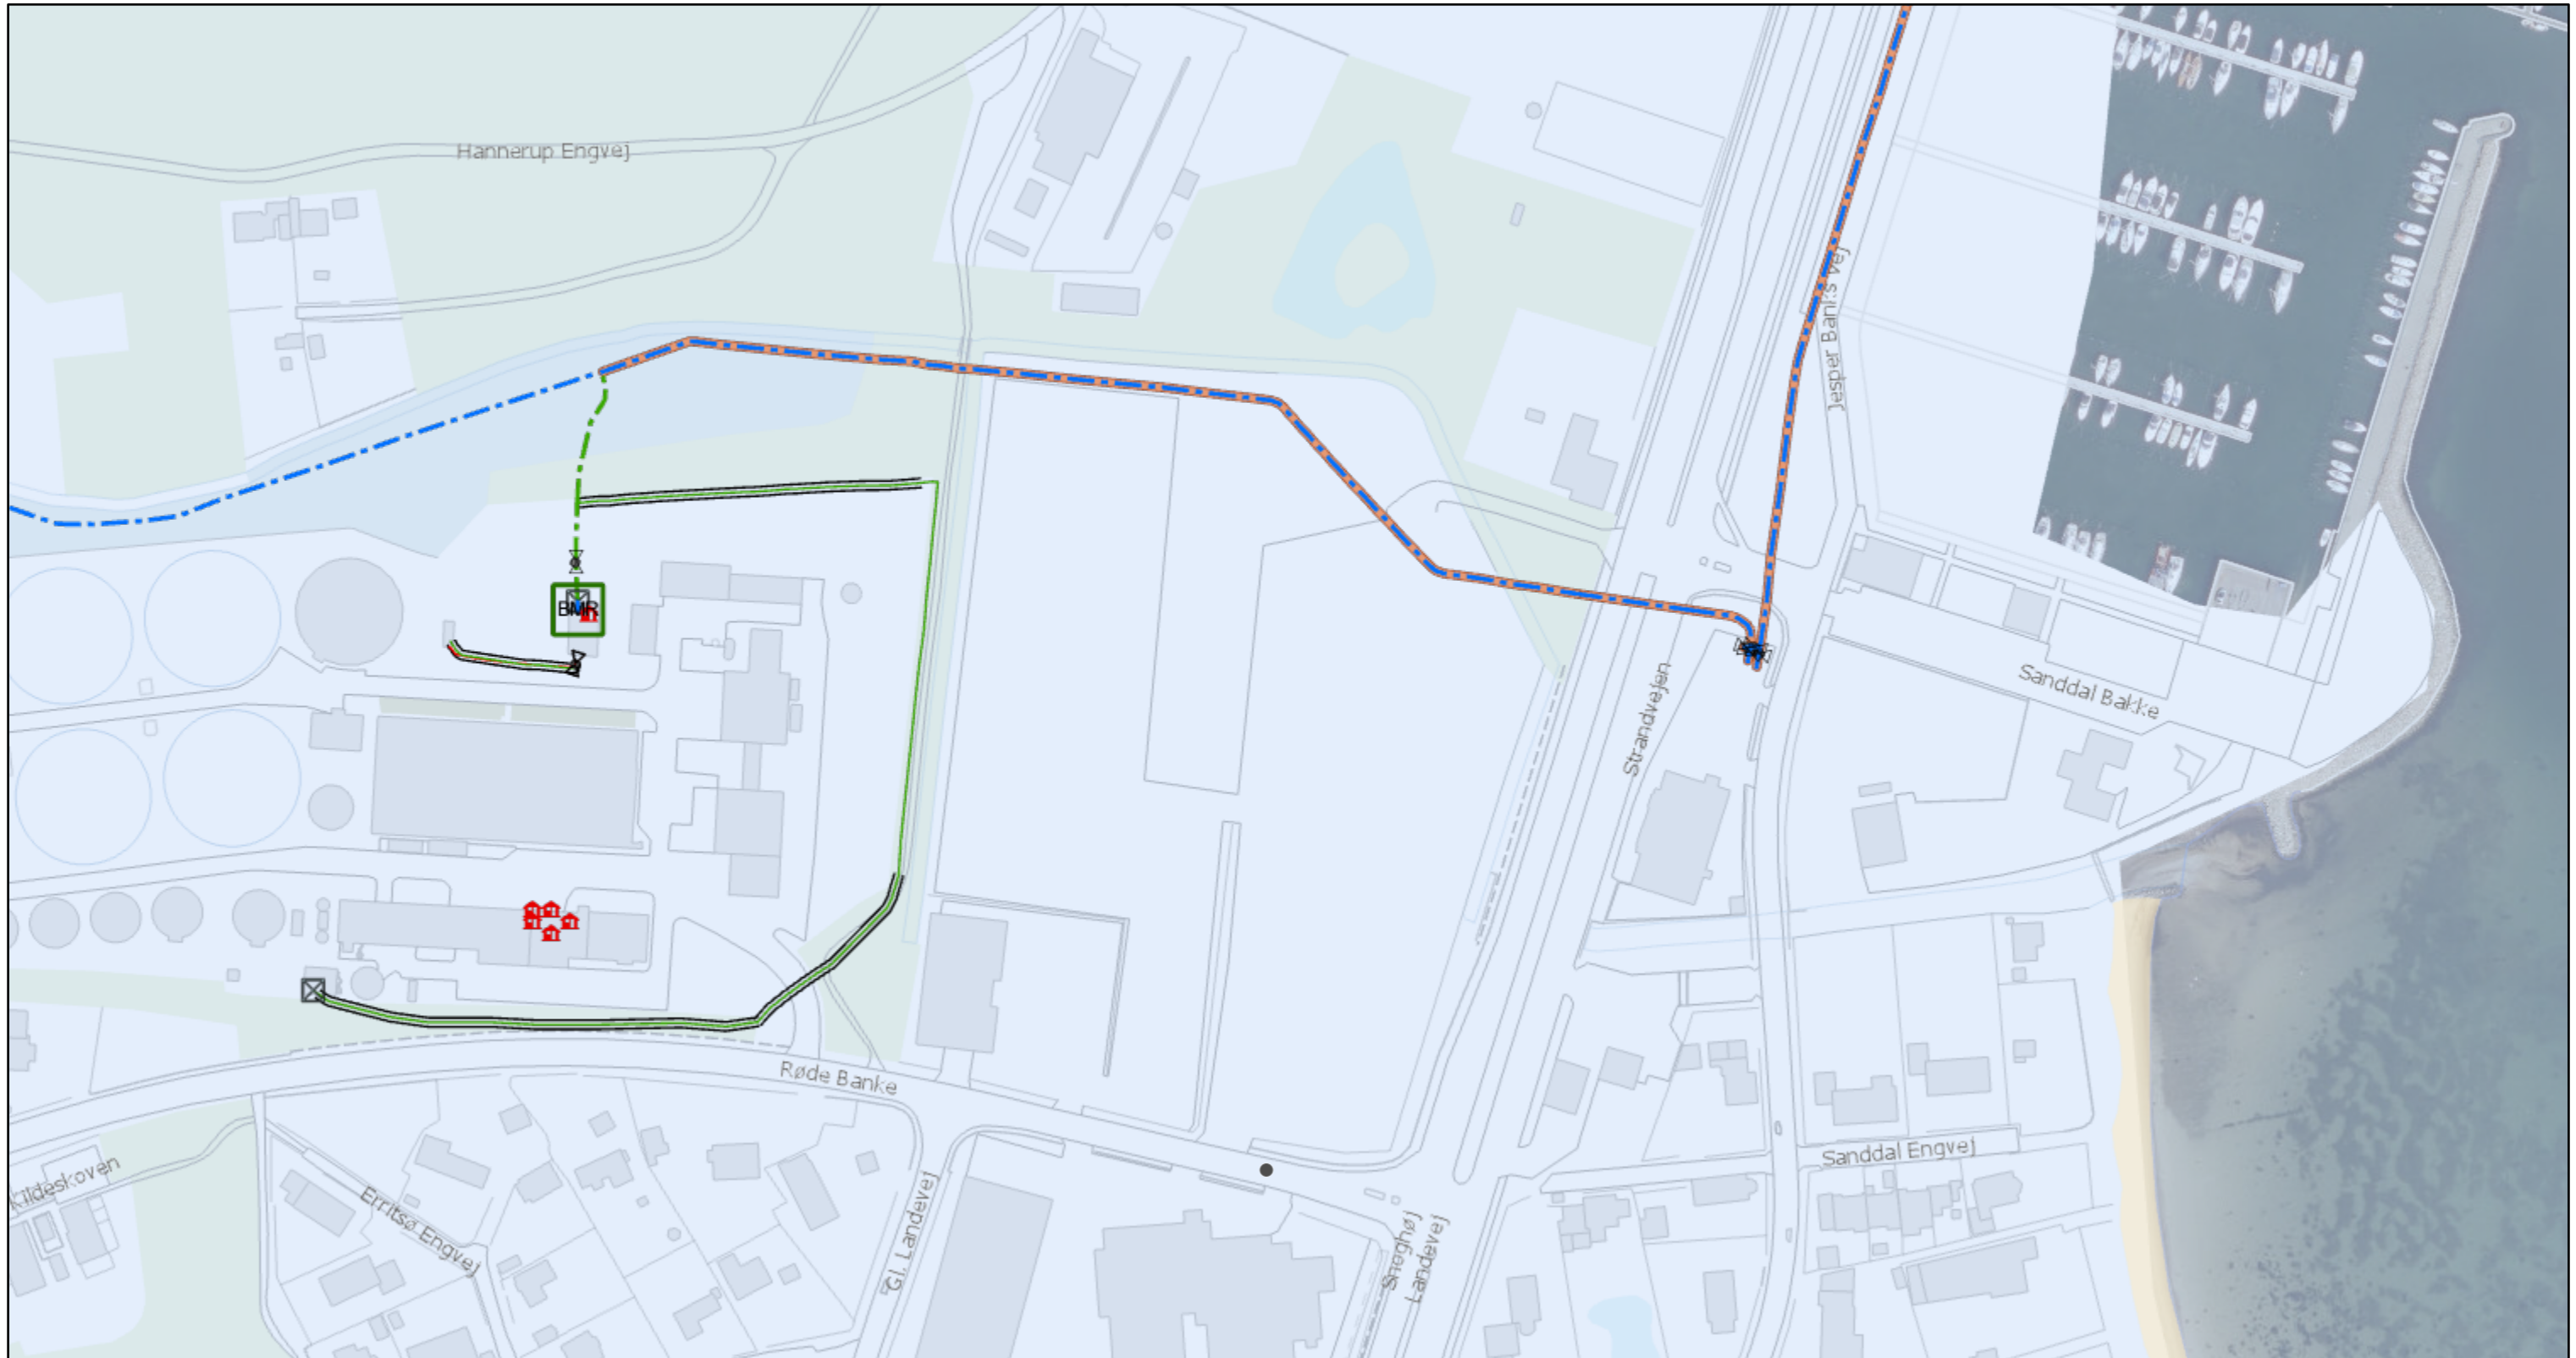 Hannerup Engvej
Jesper Banks Vej
BMR
Strandvejen
Sanddal Bakke
Røde Banke
Sanddal Engvej
Kildeskoven
Erritsø Engvej
Gl. Landevej
Snoghøj
Landevej